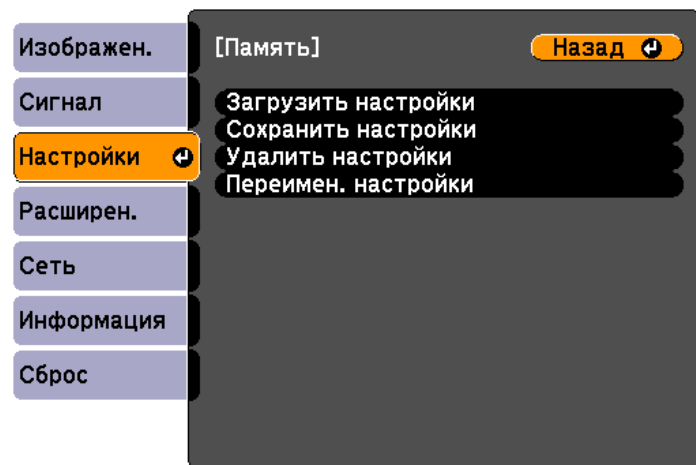 Изображен.
Сигнал
Настройки
Расширен.
Сеть
Информация
Сброс
[Память]
Назад
Загрузить настройки
Сохранить настройки
Удалить настройки
Переимен. настройки